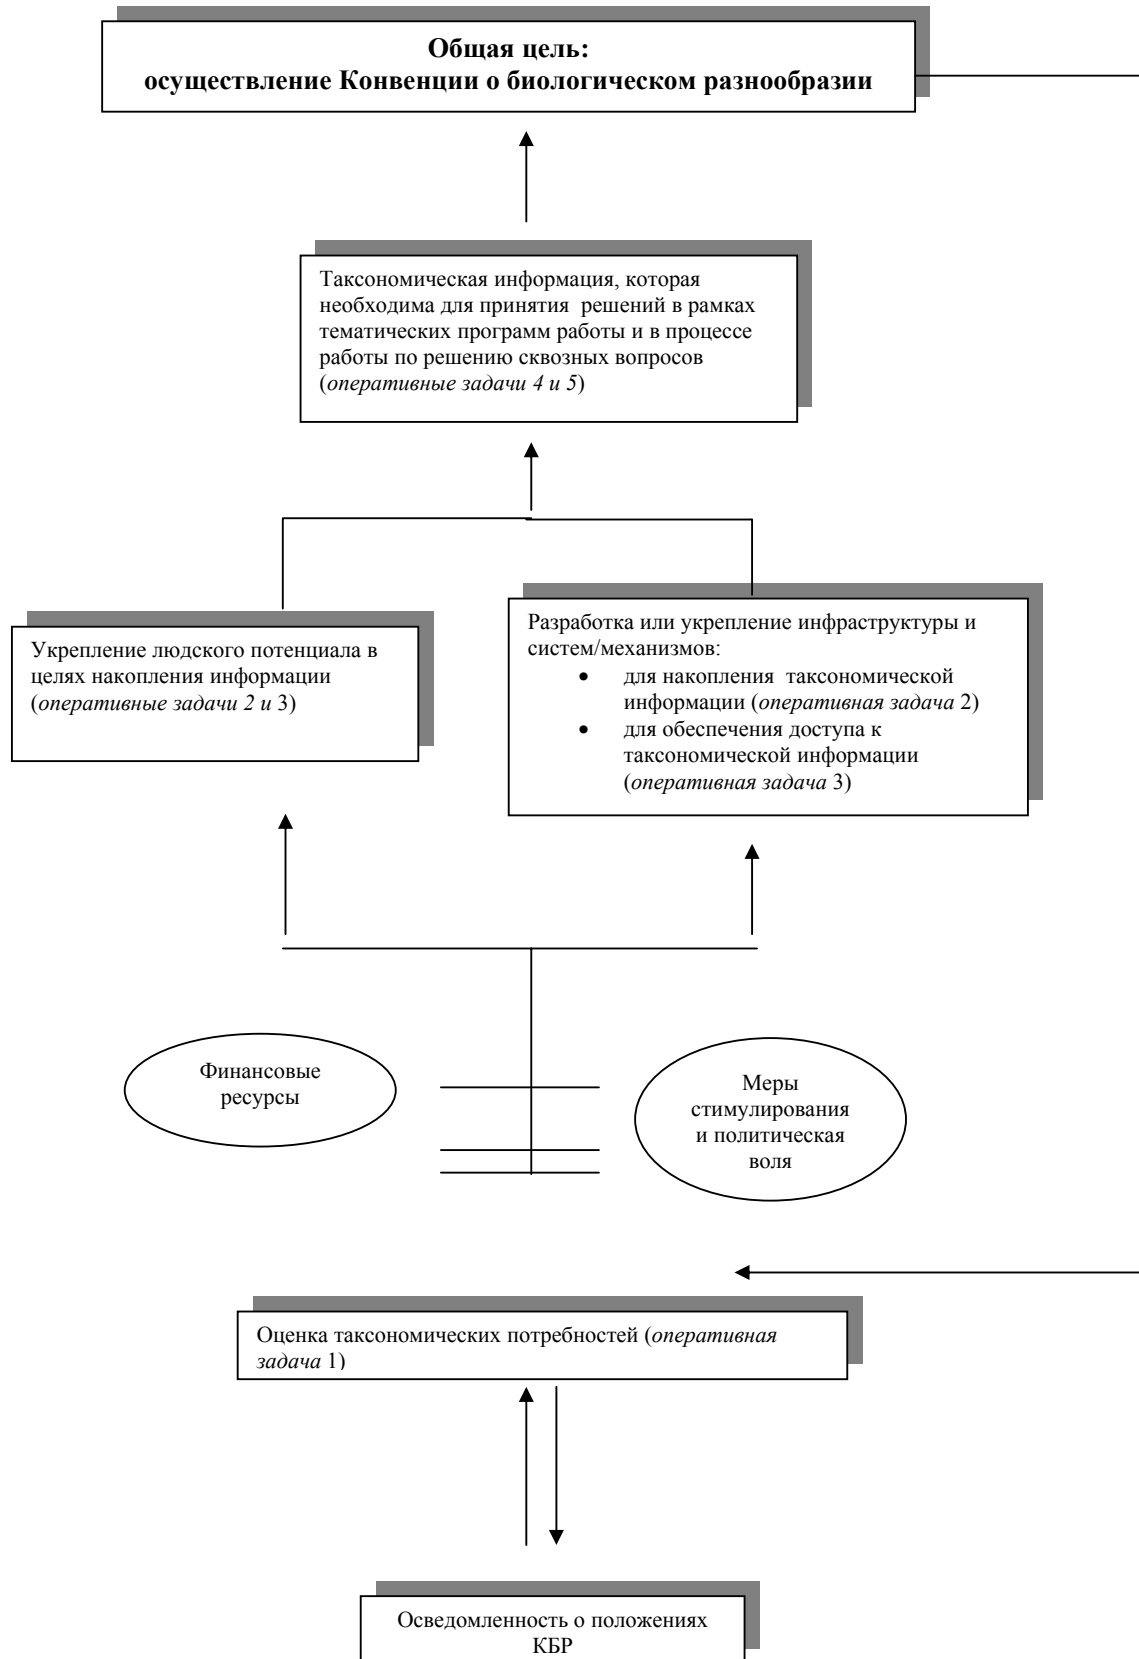 Общая цель:
осуществление Конвенции о биологическом разнообразии
Таксономическая информация, которая
необходима для принятия решений в рамках
тематических программ работы и в процессе
работы по решению сквозных вопросов
(оперативные задачи 4 и 5)
Укрепление людского потенциала в
целях накопления информации
(оперативные задачи 2 и 3)
Разработка или укрепление инфраструктуры и
систем/механизмов:
• для накопления таксономической
информации (оперативная задача 2)
• для обеспечения доступа к
таксономической информации
(оперативная задача 3)
Финансовые
ресурсы
Меры
стимулирования
и политическая
воля
Оценка таксономических потребностей (оперативная
задача 1)
Осведомленность о положениях
КБР